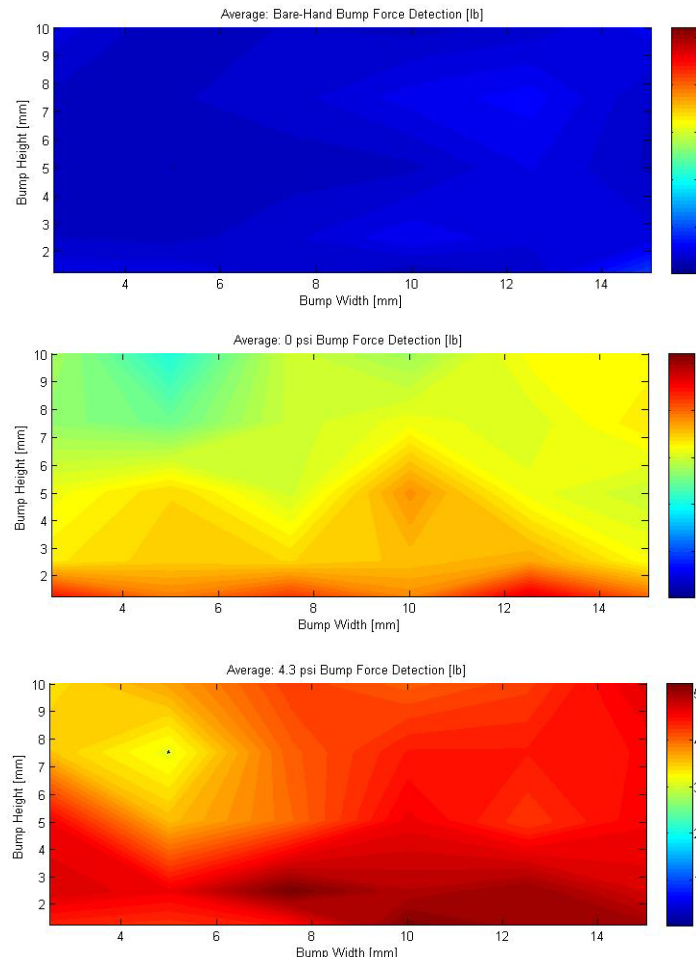 Average: Bare-Hand Bump Force Detection [lb]
10
9
8
7
6
5
4
3
2
Bump Height [mm]
4 6 8 10 12 14
Bump Width [mm]
Average: 0 psi Bump Force Detection [lb]
10
9
8
7
6
5
4
3
2
Bump Height [mm]
4 6 8 10 12 14
Bump Width [mm]
Average: 4.3 psi Bump Force Detection [lb]
10
9
8
7
6
5
4
3
2
Bump Height [mm]
4 6 8 10 12 14
Bump Width [mm]